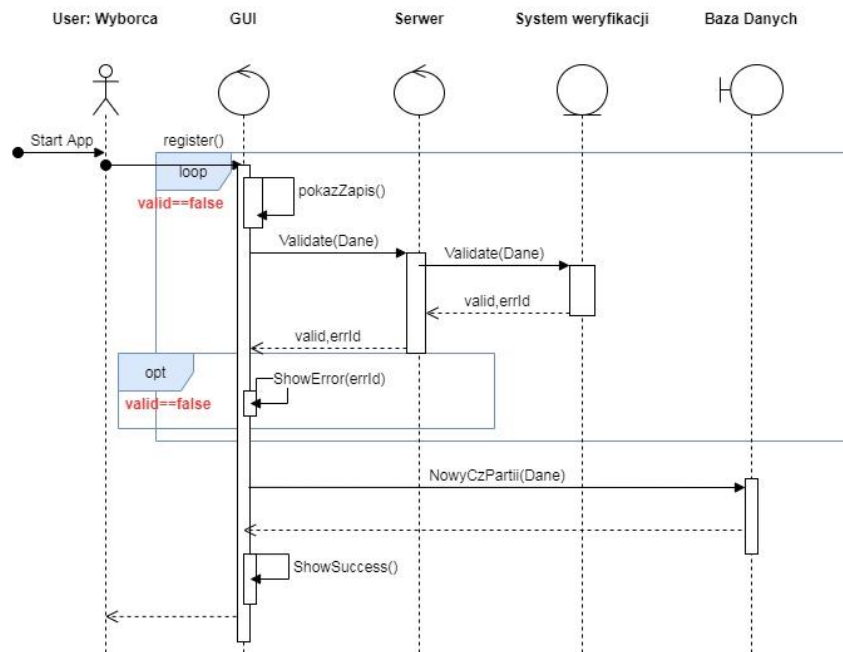 User: Wyborca
GUI
Serwer
System weryfikacji
Baza Danych
Start App
register()
loop
valid==false
pokazZapis()
Validate(Dane)
Validate(Dane)
valid,errId
valid,errId
opt
valid==false
ShowError(errId)
NowyCzPartii(Dane)
ShowSuccess()